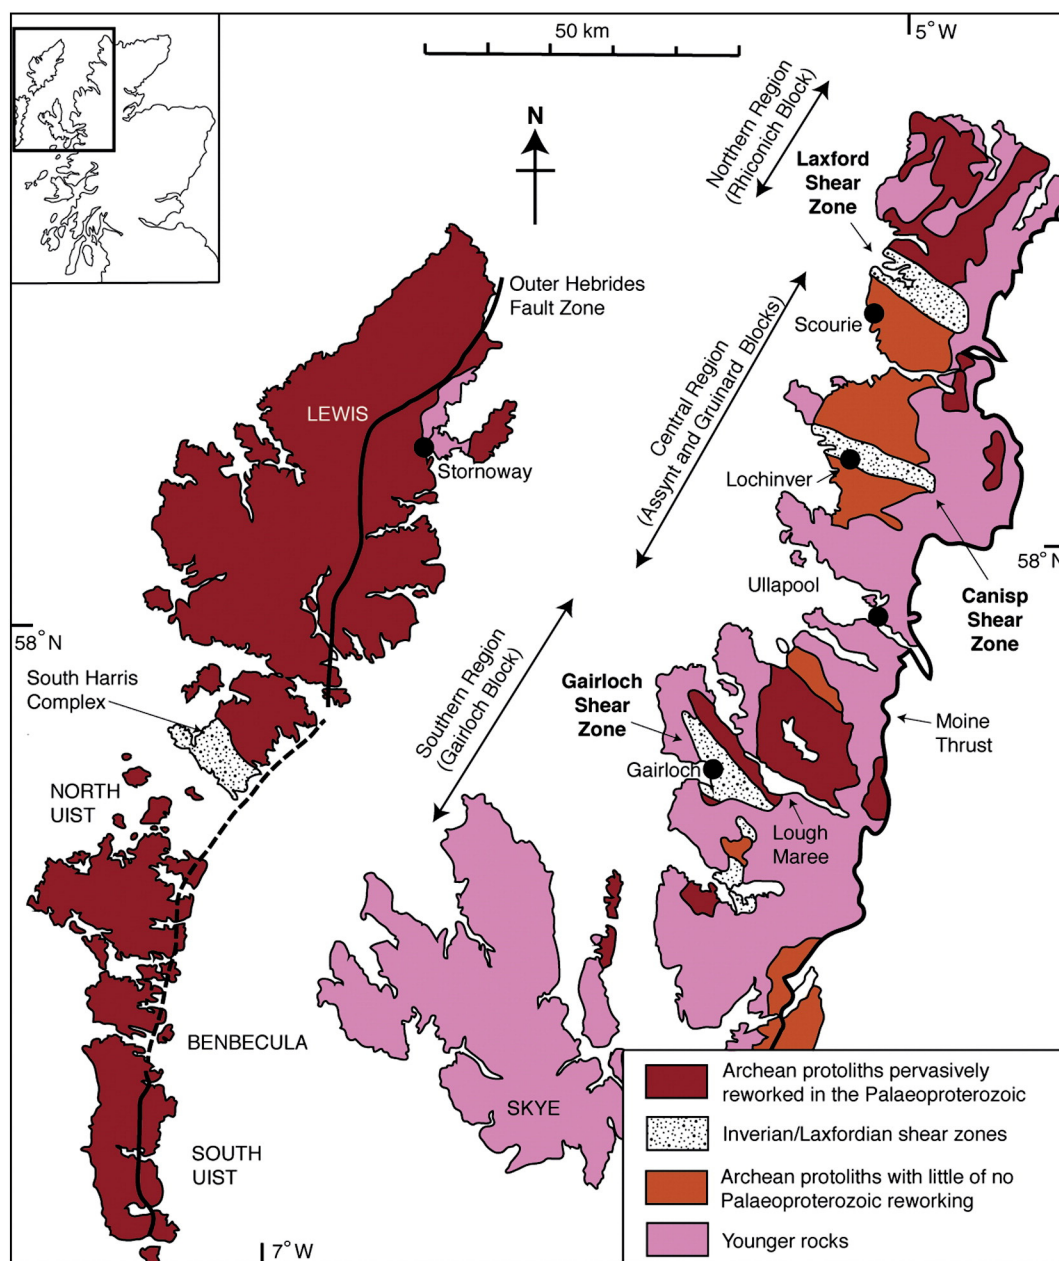 50 km
5°W
N
Northern Region
(Rhiconich Block)
Laxford
Shear
Zone
Outer Hebrides
Fault Zone
Scourie
Central Region
(Assynt and Gruinard Blocks)
LEWIS
Stornoway
Lochinver
58°N
Ullapool
Canisp
Shear
Zone
58°N
South Harris
Complex
Southern Region
(Gairloch Block)
Gairloch
Shear
Zone
Moine
Thrust
Gairloch
NORTH
UIST
Lough
Maree
BENBECULA
SKYE
SOUTH
UIST
7°W
Archean protoliths pervasively
reworked in the Palaeoproterozoic
Inverian/Laxfordian shear zones
Archean protoliths with little of no
Palaeoproterozoic reworking
Younger rocks